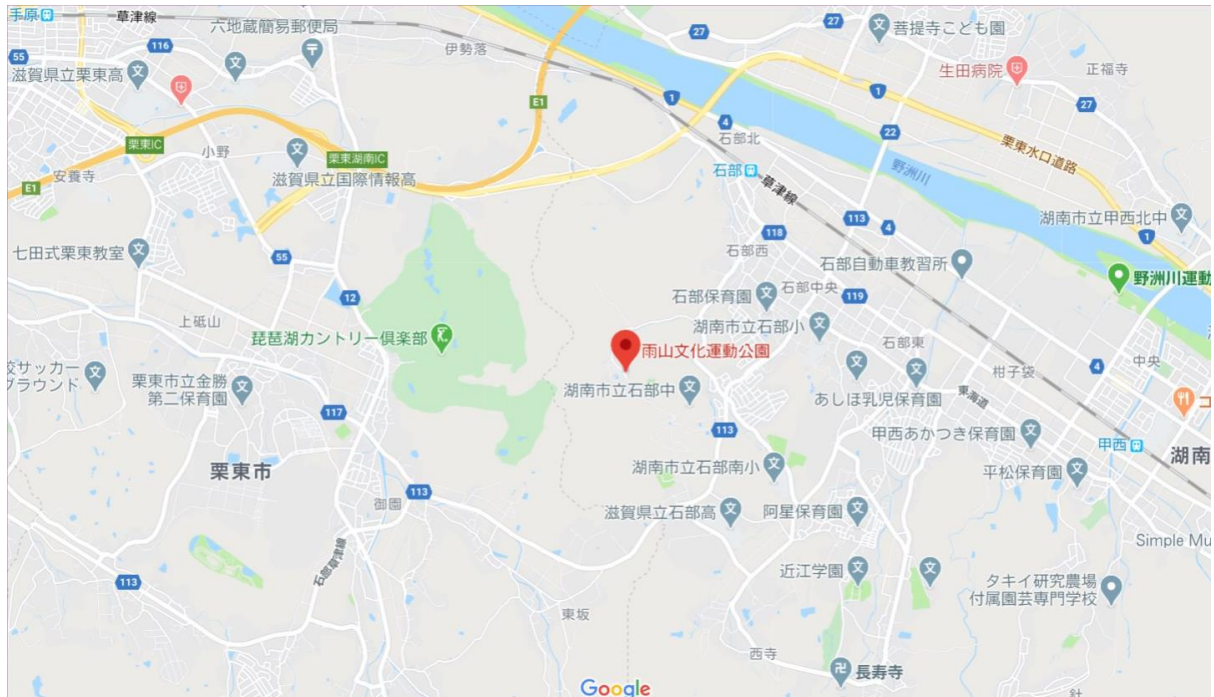 手原
草津線
六地蔵簡易郵便局
伊勢落
27
27
菩提寺こども園
55
116
滋賀県立栗東高
生田病院
正福寺
1
1
27
E1
4
栗東IC
小野
栗東湖南IC
石部北
22
栗東水口道路
滋賀県立国際情報高
石部
草津線
野洲川
E1
安養寺
113
4
湖南市立甲西北中
1
七田式栗東教室
118
石部西
55
石部自動車教習所
野洲川運動
12
石部保育園
石部中央
119
上砥山
琵琶湖カントリー倶楽部
湖南市立石部小
雨山文化運動公園
石部東
柑子袋
中央
4
校サッカー
グラウンド
栗東市立金勝
第二保育園
湖南市立石部中
あしほ乳児保育園
東海道
コ
117
113
甲西あかつき保育園
甲西
湖南
栗東市
湖南市立石部南小
平松保育園
113
御園
滋賀県立石部高
阿星保育園
石部草津線
Simple Mu
113
近江学園
タキイ研究農場
付属園芸専門学校
東坂
西寺
長寿寺
Google
針